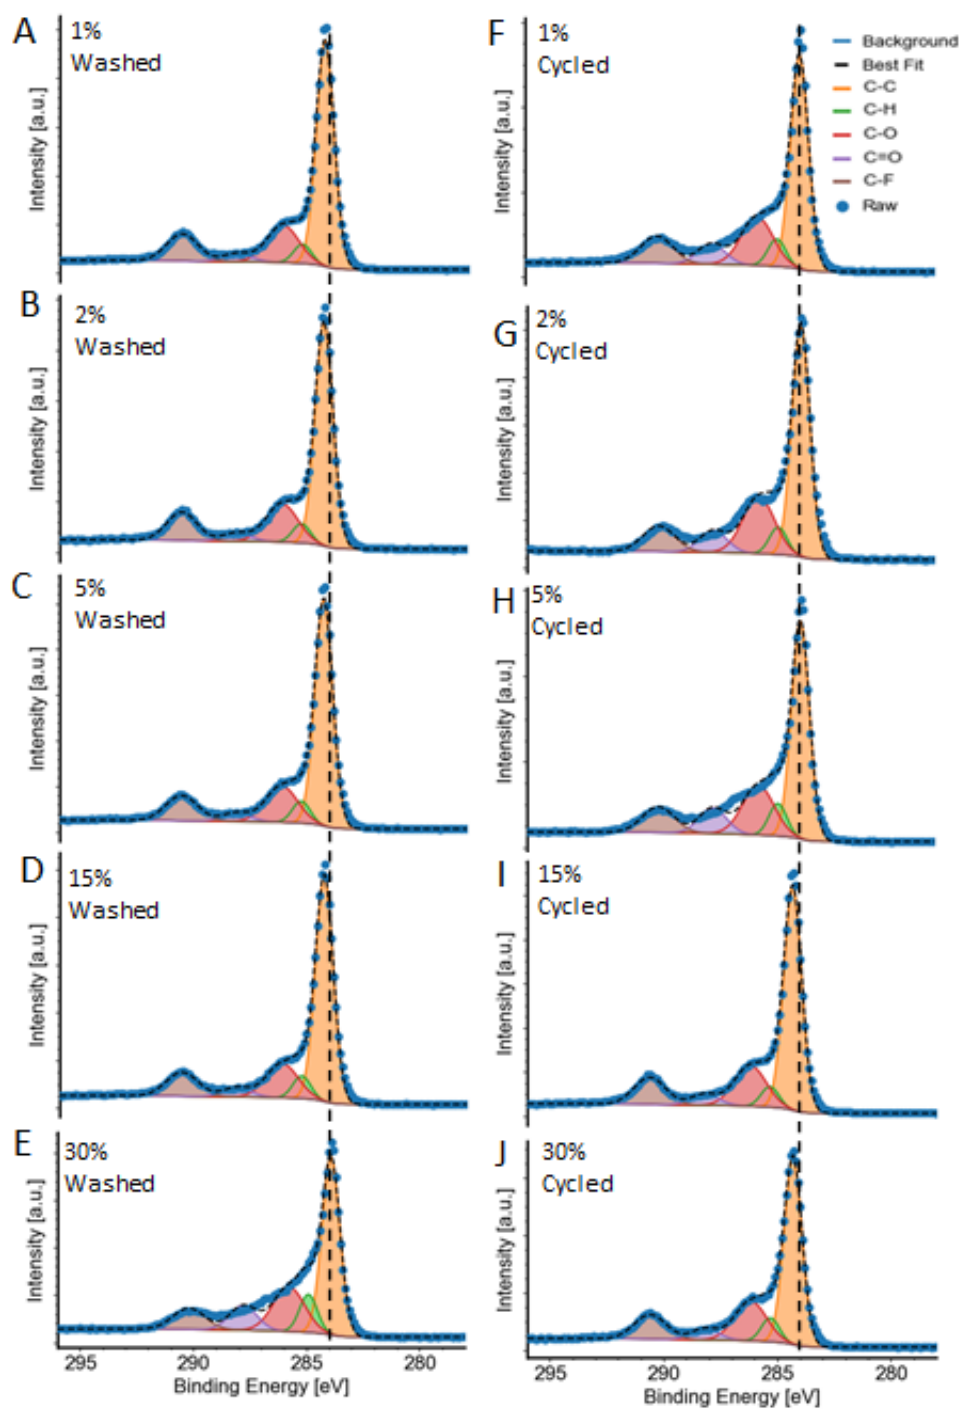 A
1%
Washed
Intensity [a.u.]
B
2%
Washed
Intensity [a.u.]
C
5%
Washed
Intensity [a.u.]
D
15%
Washed
Intensity [a.u.]
E
30%
Washed
Intensity [a.u.]
295 290 285 280
Binding Energy [eV]
F
1%
Cycled
Intensity [a.u.]
Background
Best Fit
C-C
C-H
C-O
C=O
C-F
Raw
G
2%
Cycled
Intensity [a.u.]
H
5%
Cycled
Intensity [a.u.]
I
15%
Cycled
Intensity [a.u.]
J
30%
Cycled
Intensity [a.u.]
295 290 285 280
Binding Energy [eV]